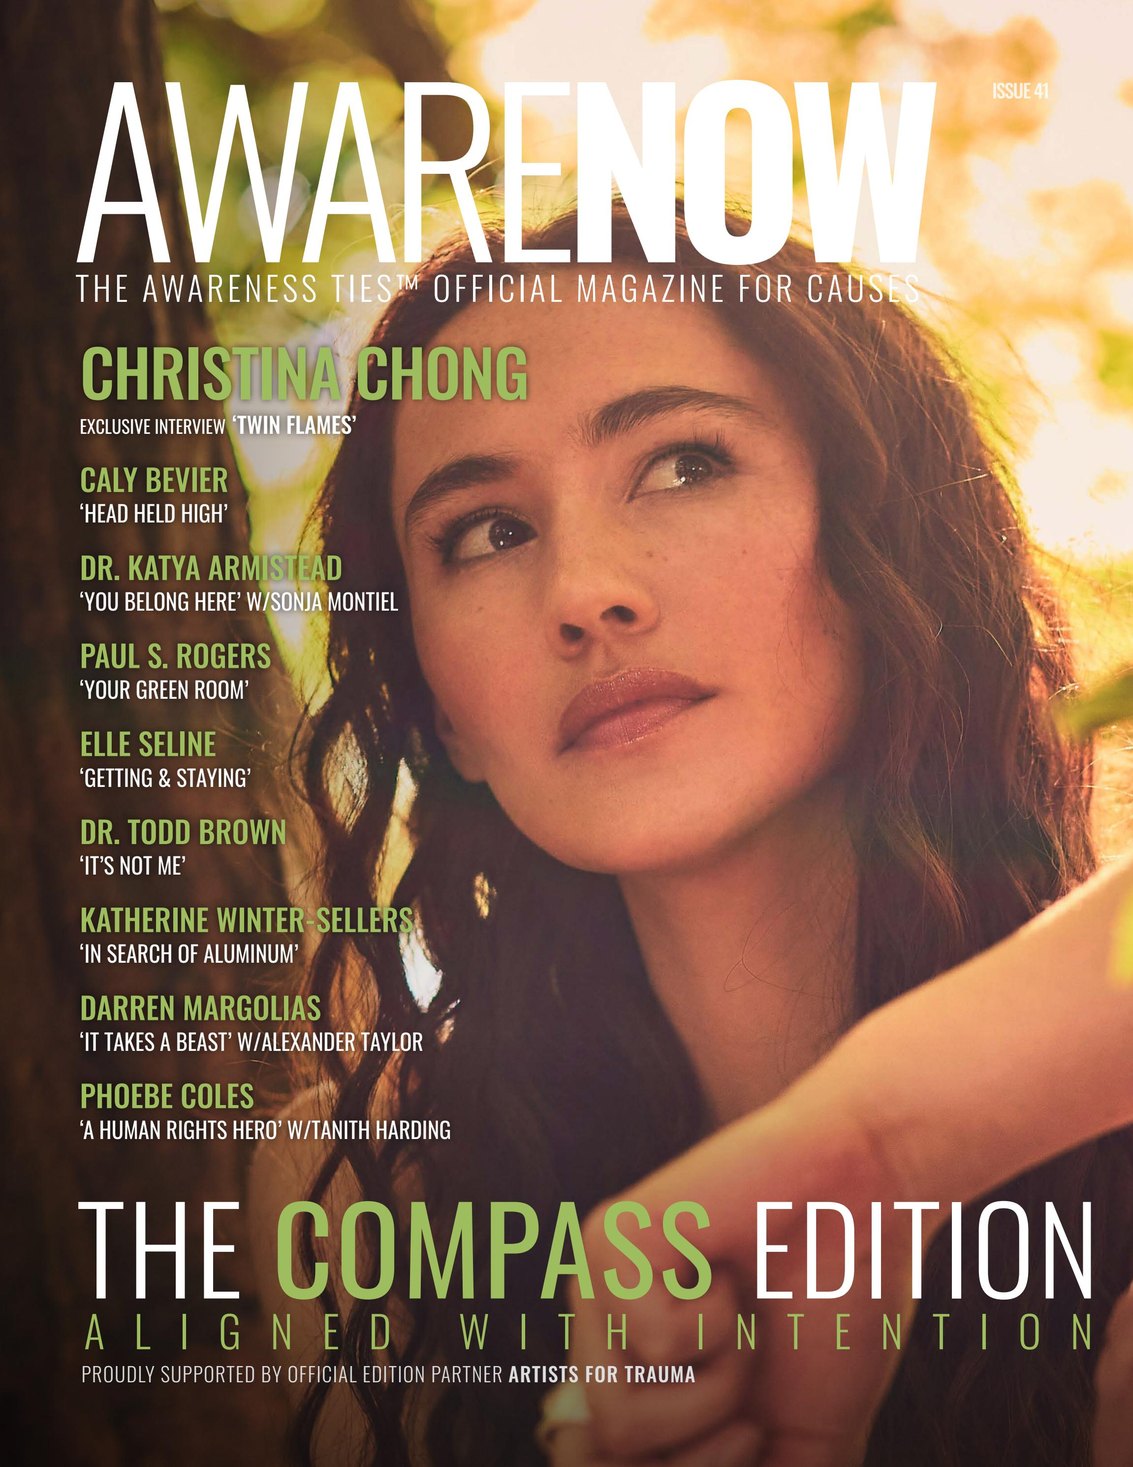 AWARENOW
ISSUE 41
THE AWARENESS TIES™ OFFICIAL MAGAZINE FOR CAUSES
CHRISTINA CHONG
EXCLUSIVE INTERVIEW ‘TWIN FLAMES’
CALY BEVIER
‘HEAD HELD HIGH’
DR. KATYA ARMISTEAD
‘YOU BELONG HERE’ W/SONJA MONTIEL
PAUL S. ROGERS
‘YOUR GREEN ROOM’
ELLE SELINE
‘GETTING & STAYING’
DR. TODD BROWN
‘IT’S NOT ME’
KATHERINE WINTER-SELLERS
‘IN SEARCH OF ALUMINUM’
DARREN MARGOLIAS
‘IT TAKES A BEAST’ W/ALEXANDER TAYLOR
PHOEBE COLES
‘A HUMAN RIGHTS HERO’ W/TANITH HARDING
THE COMPASS EDITION
ALIGNED WITH INTENTION
PROUDLY SUPPORTED BY OFFICIAL EDITION PARTNER ARTISTS FOR TRAUMA